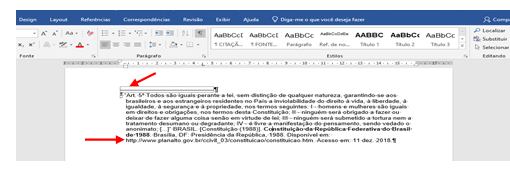 Design Layout Referências Correspondências Revisão Exibir Ajuda Diga-me o que você deseja fazer
AaBbCcI AaBbCcI AaBbCcDc AaBbCcDdEe AABBC AaBbCc AaBbCc
1 CITAÇÃ... 1 FONTE... Parágrafo Ref. de no... Título 1 Título 2 Título 3
Localizar
Substituir
Selecionar
Fonte Parágrafo Estilos Editando
¹"Art. 5º Todos são iguais perante a lei, sem distinção de qualquer natureza, garantindo-se aos
brasileiros e aos estrangeiros residentes no País a inviolabilidade do direito à vida, à liberdade, à
igualdade, à segurança e à propriedade, nos termos seguintes: I - homens e mulheres são iguais
em direitos e obrigações, nos termos desta Constituição; II – ninguém será obrigado a fazer ou
deixar de fazer alguma coisa senão em virtude de lei; III – ninguém será submetido a tortura nem a
tratamento desumano ou degradante; IV – é livre a manifestação do pensamento, sendo vedado o
anonimato; [...]" BRASIL. [Constituição (1988)]. Constituição da República Federativa do Brasil
de 1988. Brasília, DF: Presidência da República, 1988. Disponível em:
http://www.planalto.gov.br/ccivil_03/constituicao/constituicao.htm. Acesso em: 11 dez. 2018.¶